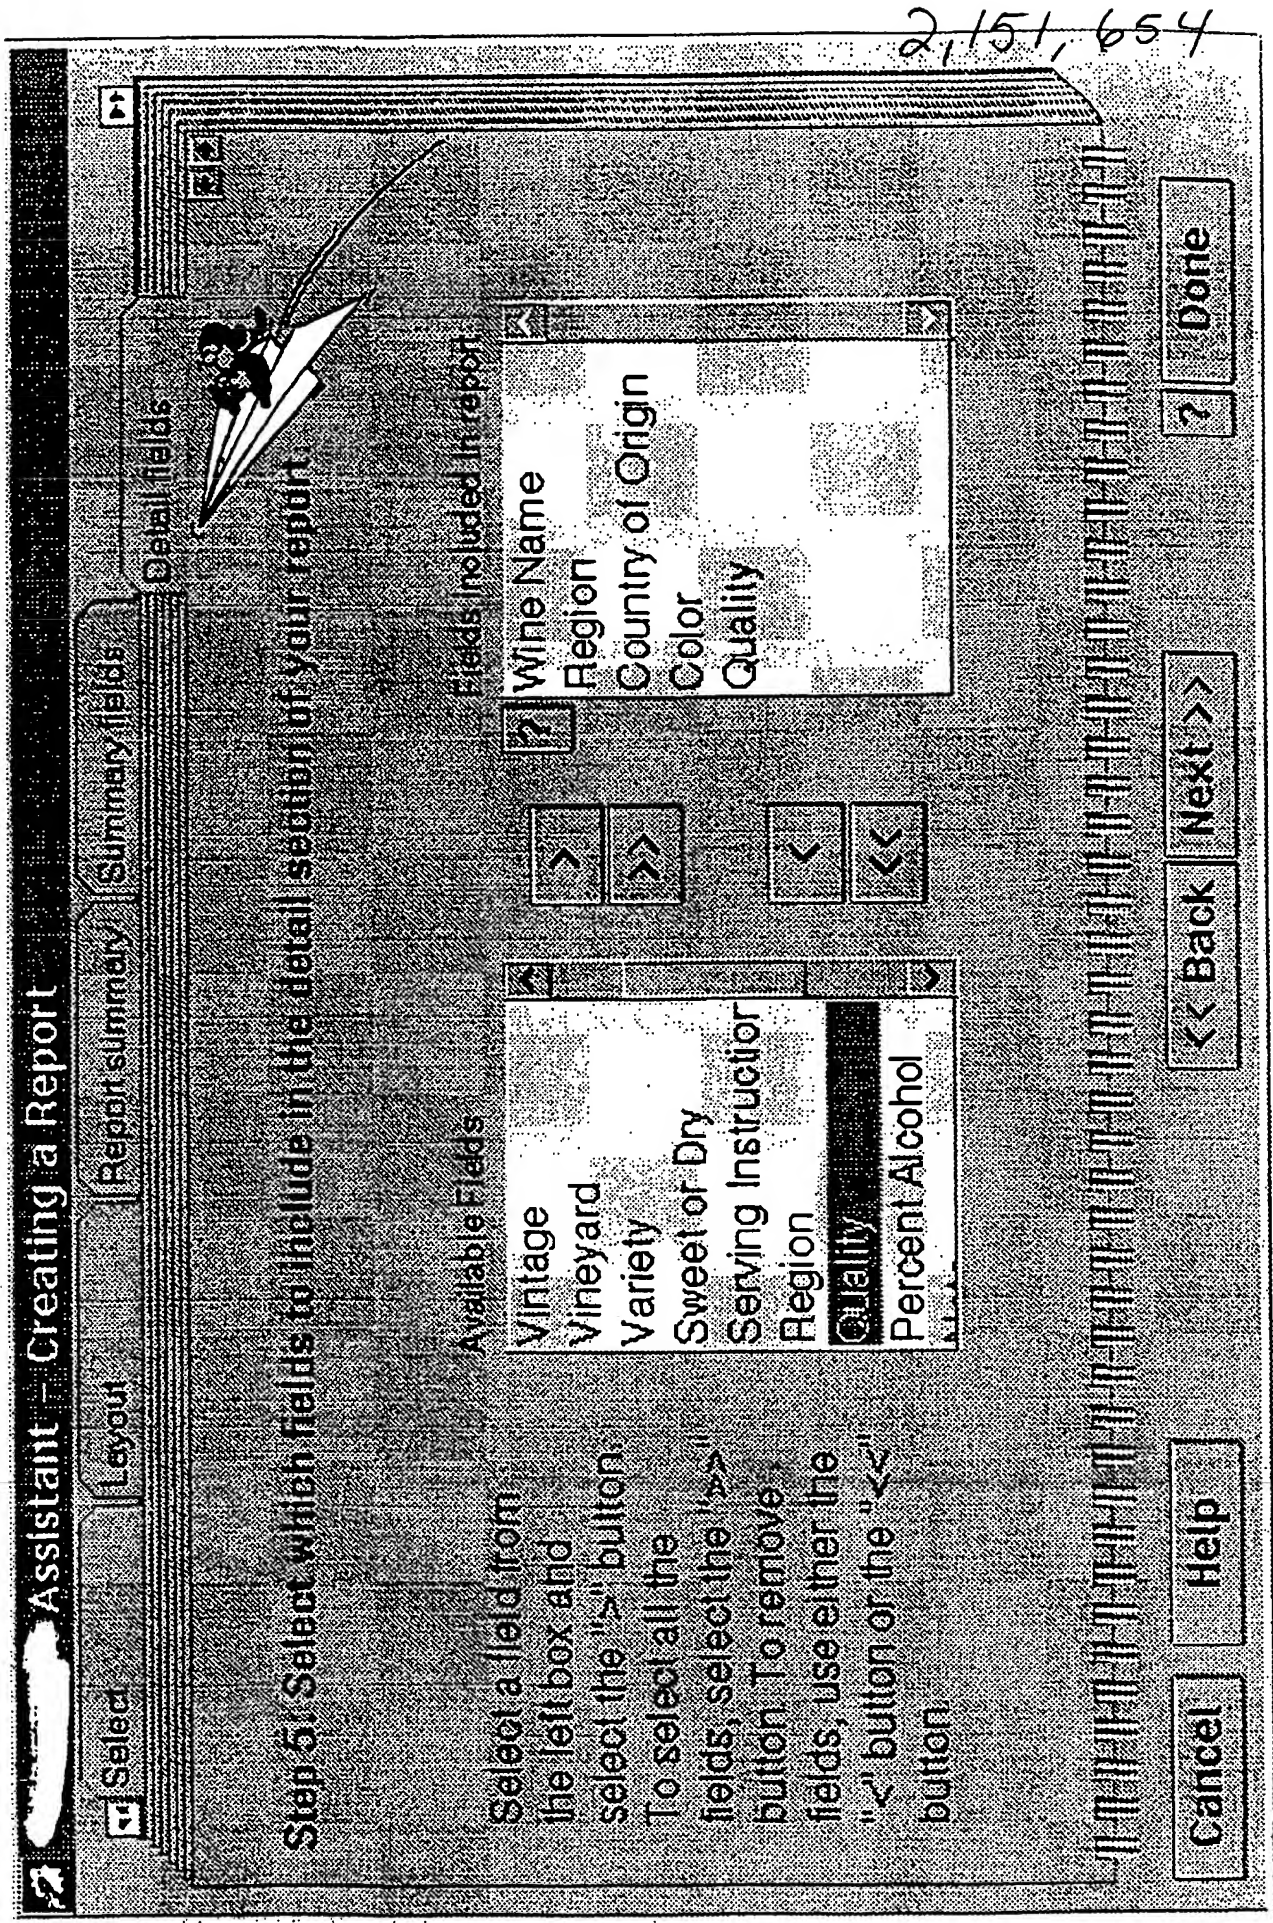 2,151,654
Assistant - Creating a Report
Select
Layout
Report summary
Summary fields
Detail fields
Step 5: Select which fields to include in the detail section of your report.
Select a field from
the left box and
select the ">" button.
To select all the
fields, select the ">>"
button. To remove
fields, use either the
"<" button or the "<<"
button.
Available Fields
Vintage
Vineyard
Variety
Sweet or Dry
Serving Instruction
Region
Quality
Percent Alcohol
>
>>
<
<<
?
Fields included in report
Wine Name
Region
Country of Origin
Color
Quality
Cancel
Help
<< Back
Next >>
?
Done